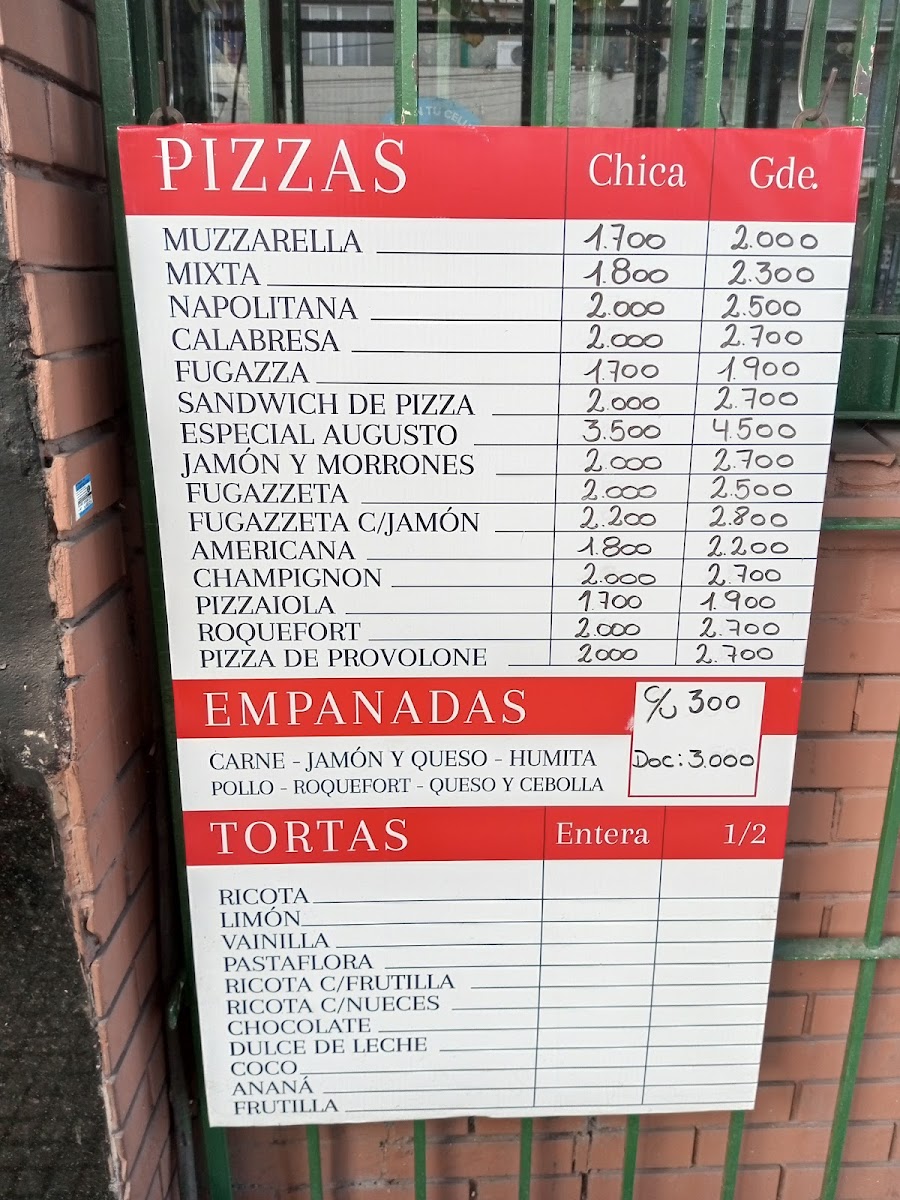 N TU CELU
PIZZAS Chica Gde.
MUZZARELLA 1.700 2.000
MIXTA 1.800 2.300
NAPOLITANA 2.000 2.500
CALABRESA 2.000 2.700
FUGAZZA 1.700 1.900
SANDWICH DE PIZZA 2.000 2.700
ESPECIAL AUGUSTO 3.500 4.500
JAMÓN Y MORRONES 2.000 2.700
FUGAZZETA 2.000 2.500
FUGAZZETA C/JAMÓN 2.200 2.800
AMERICANA 1.800 2.200
CHAMPIGNON 2.000 2.700
PIZZAIOLA 1.700 1.900
ROQUEFORT 2.000 2.700
PIZZA DE PROVOLONE 2000 2.700
EMPANADAS C/U 300
CARNE - JAMÓN Y QUESO - HUMITA Doc: 3.000
POLLO - ROQUEFORT - QUESO Y CEBOLLA
TORTAS Entera 1/2
RICOTA
LIMÓN
VAINILLA
PASTAFLORA
RICOTA C/FRUTILLA
RICOTA C/NUECES
CHOCOLATE
DULCE DE LECHE
COCO
ANANÁ
FRUTILLA